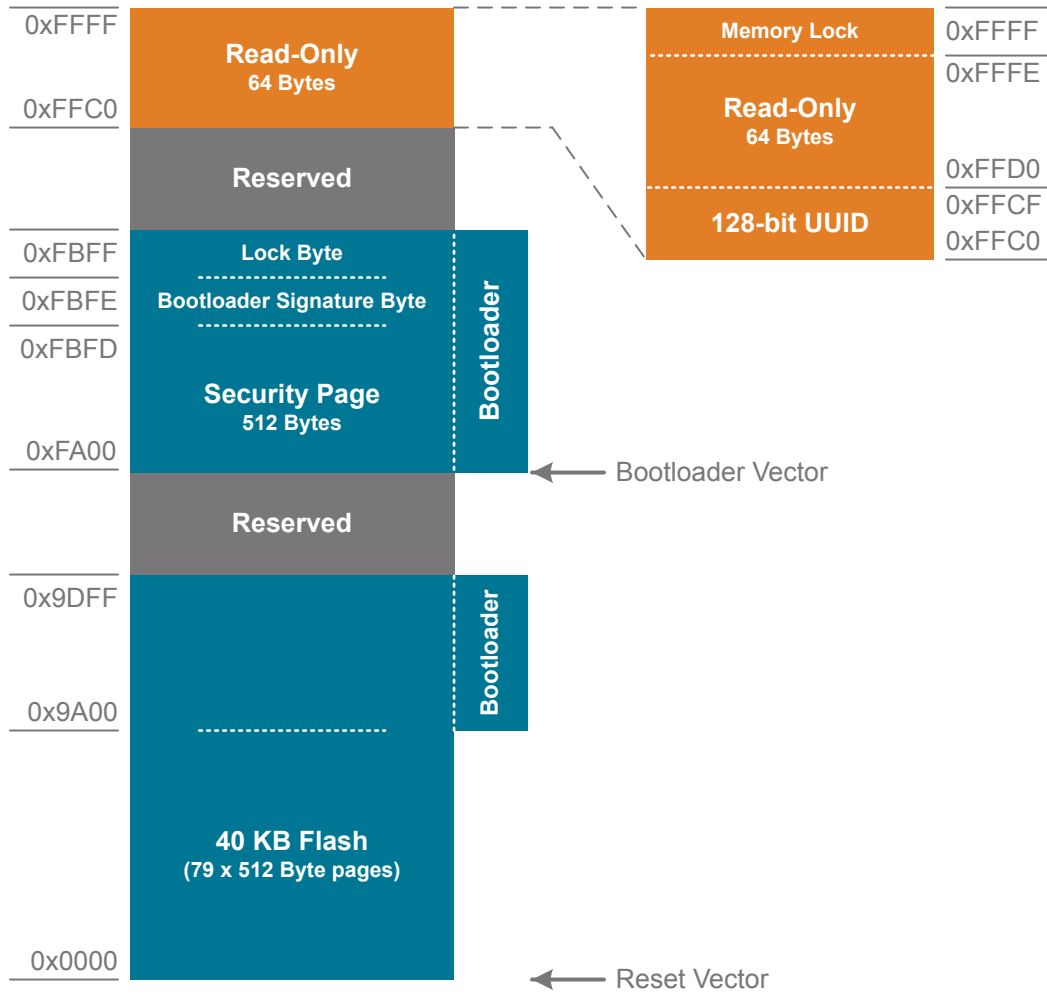 0xFFFF
Read-Only
64 Bytes
0xFFC0
Reserved
0xFBFF
Lock Byte
0xFBFE
Bootloader Signature Byte
0xFBFD
Security Page
512 Bytes
0xFA00
Bootloader
Bootloader Vector
Reserved
0x9DFF
Bootloader
0x9A00
40 KB Flash
(79 x 512 Byte pages)
0x0000
Reset Vector
Memory Lock
0xFFFF
0xFFFE
Read-Only
64 Bytes
0xFFD0
0xFFCF
128-bit UUID
0xFFC0